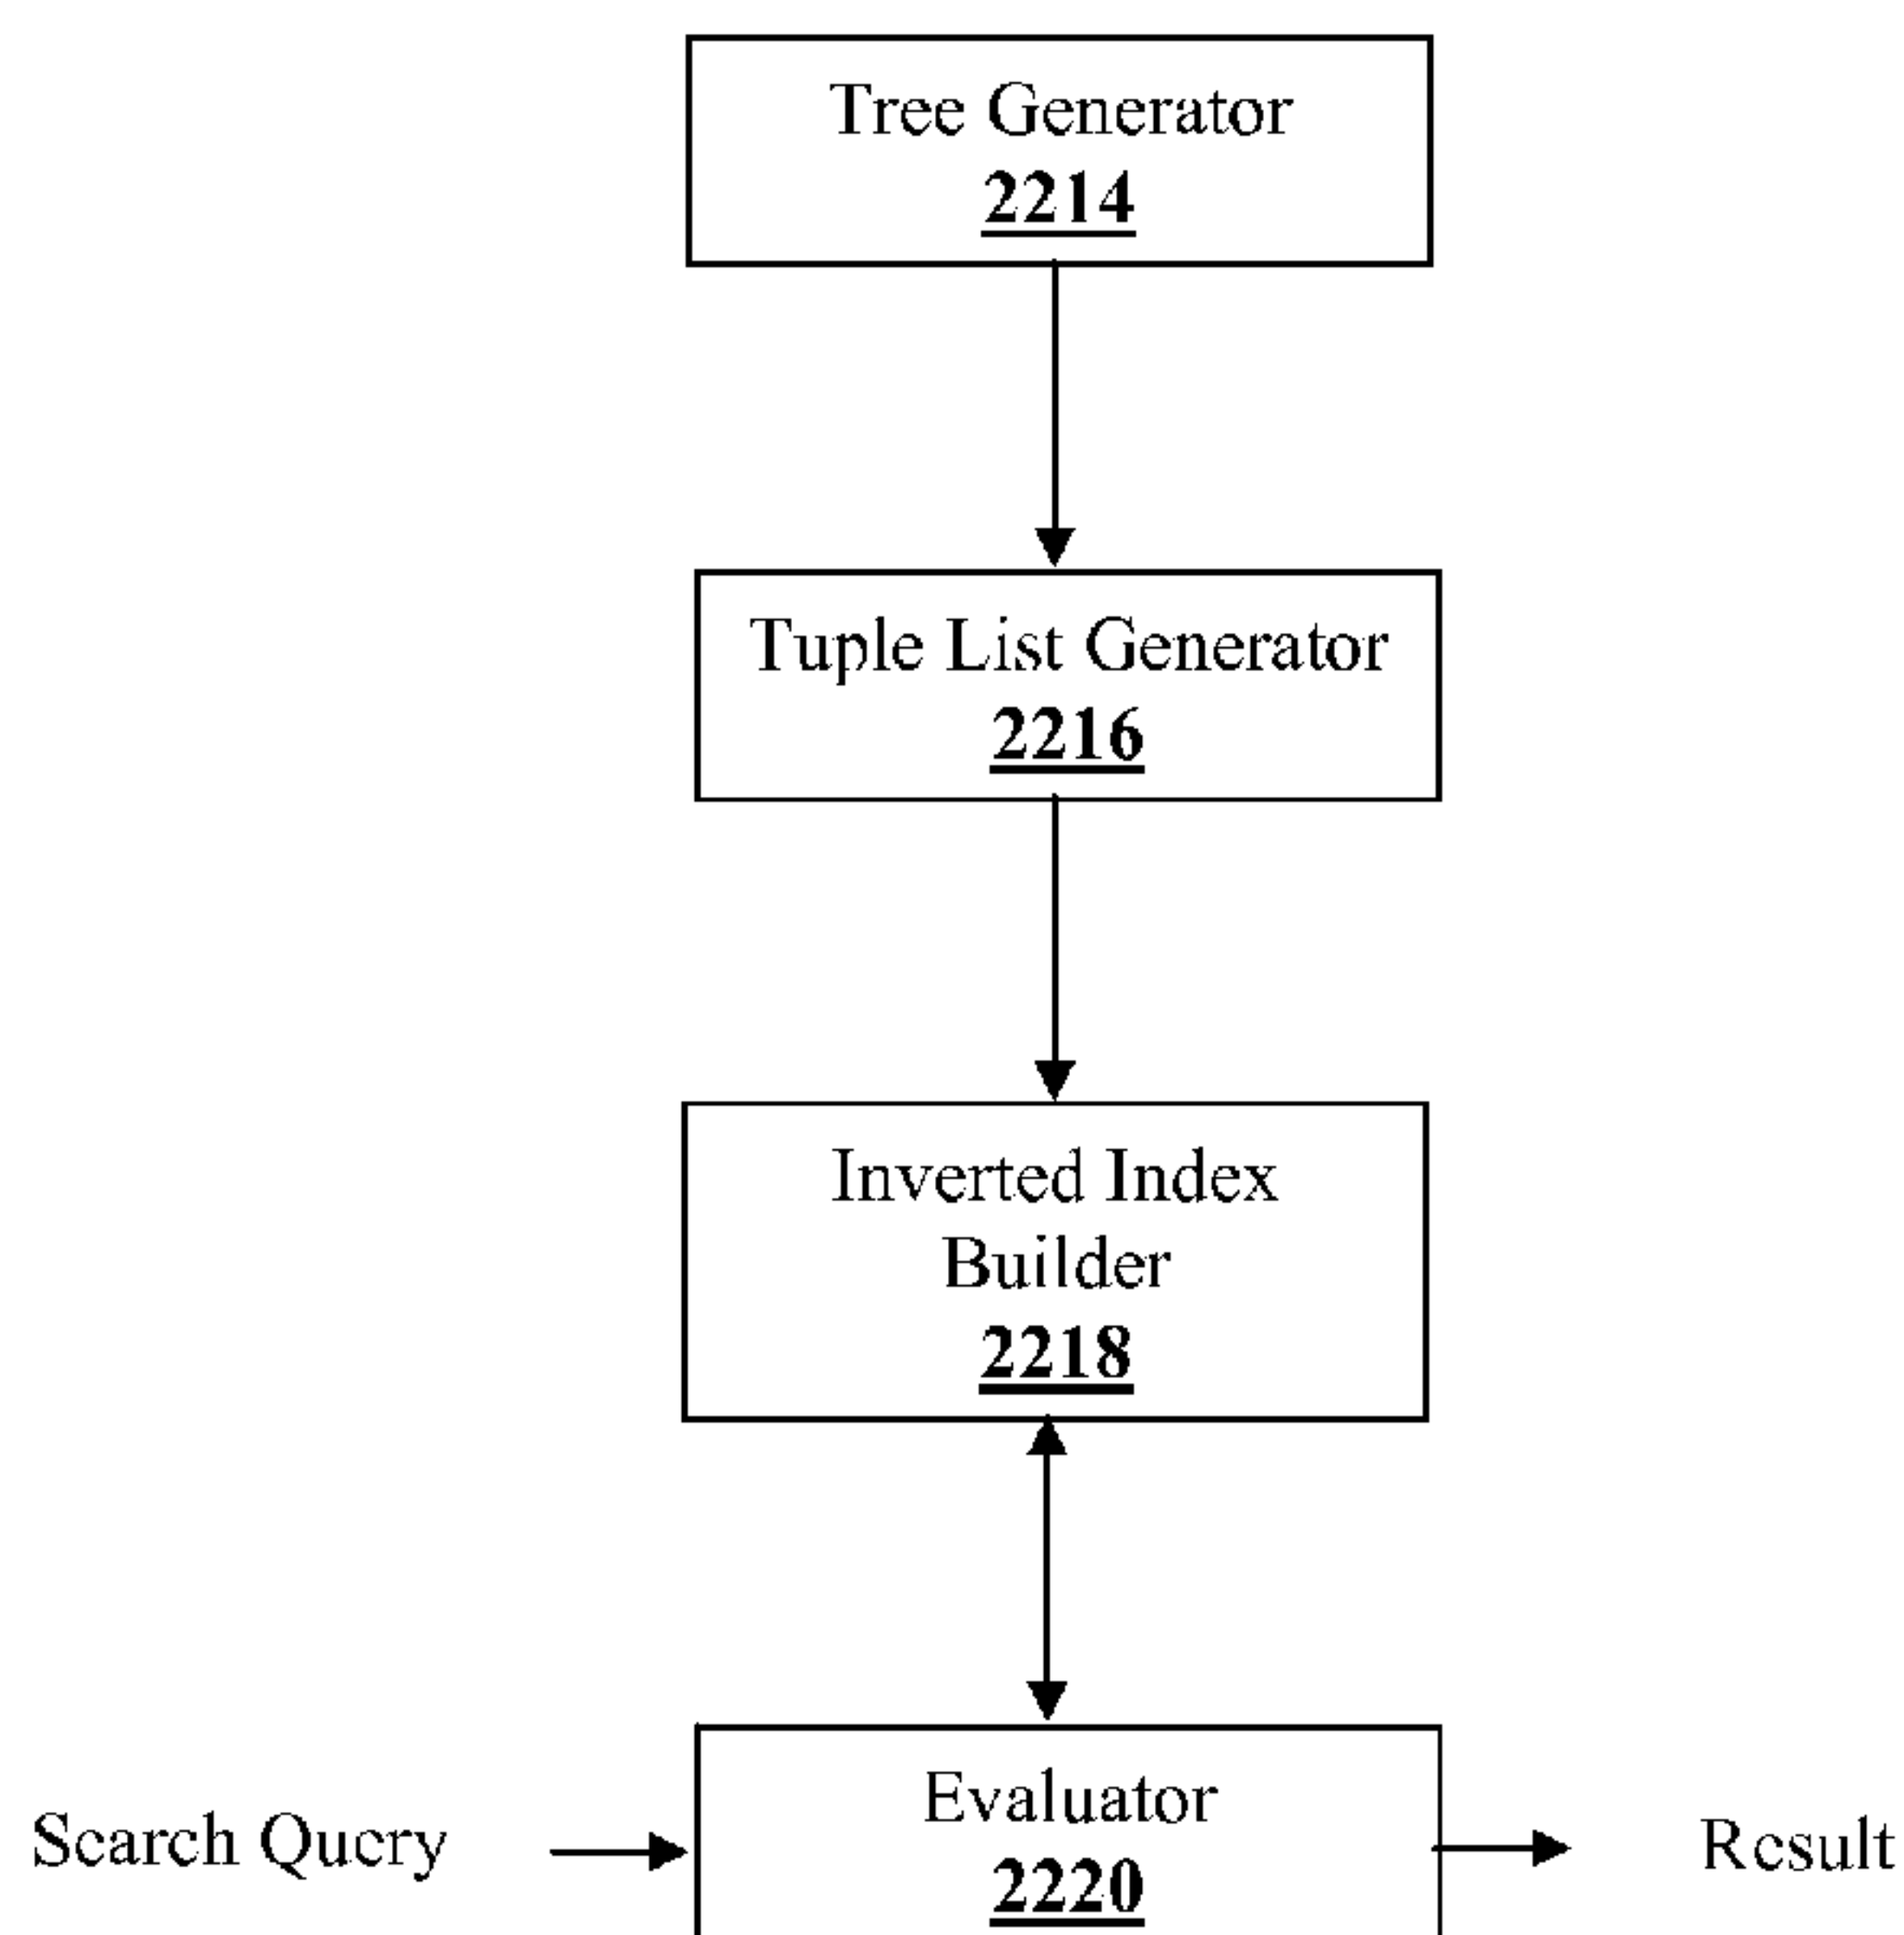 Tree Generator
2214
Tuple List Generator
2216
Inverted Index
Builder
2218
Evaluator
Search Query
Result
2220